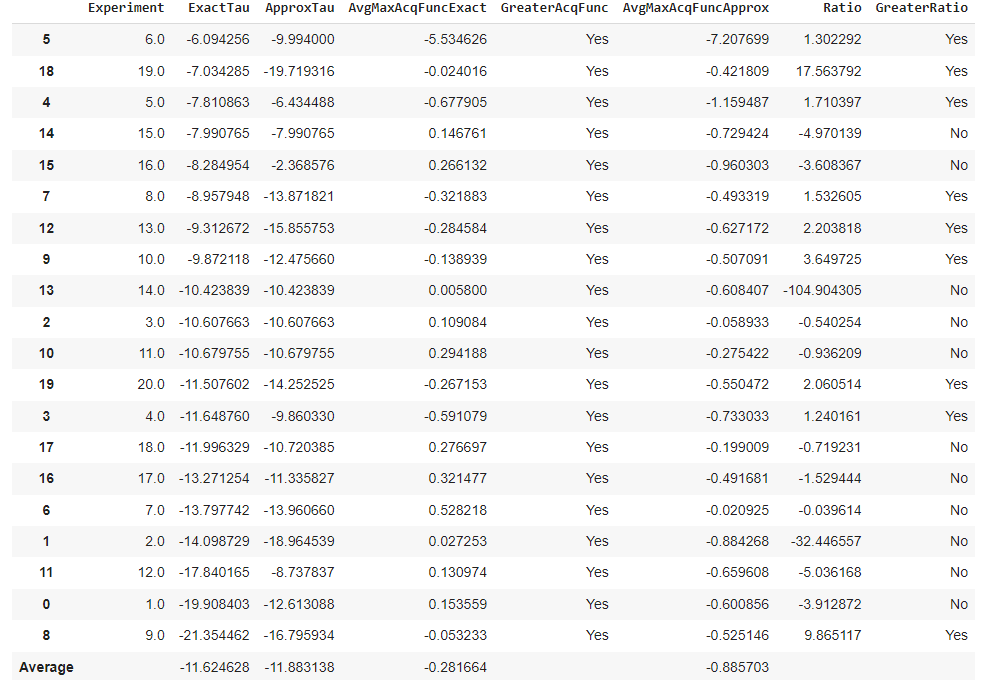 Experiment ExactTau ApproxTau AvgMaxAcqFuncExact GreaterAcqFunc AvgMaxAcqFuncApprox Ratio GreaterRatio
5 6.0 -6.094256 -9.994000 -5.534626 Yes -7.207699 1.302292 Yes
18 19.0 -7.034285 -19.719316 -0.024016 Yes -0.421809 17.563792 Yes
4 5.0 -7.810863 -6.434488 -0.677905 Yes -1.159487 1.710397 Yes
14 15.0 -7.990765 -7.990765 0.146761 Yes -0.729424 -4.970139 No
15 16.0 -8.284954 -2.368576 0.266132 Yes -0.960303 -3.608367 No
7 8.0 -8.957948 -13.871821 -0.321883 Yes -0.493319 1.532605 Yes
12 13.0 -9.312672 -15.855753 -0.284584 Yes -0.627172 2.203818 Yes
9 10.0 -9.872118 -12.475660 -0.138939 Yes -0.507091 3.649725 Yes
13 14.0 -10.423839 -10.423839 0.005800 Yes -0.608407 -104.904305 No
2 3.0 -10.607663 -10.607663 0.109084 Yes -0.058933 -0.540254 No
10 11.0 -10.679755 -10.679755 0.294188 Yes -0.275422 -0.936209 No
19 20.0 -11.507602 -14.252525 -0.267153 Yes -0.550472 2.060514 Yes
3 4.0 -11.648760 -9.860330 -0.591079 Yes -0.733033 1.240161 Yes
17 18.0 -11.996329 -10.720385 0.276697 Yes -0.199009 -0.719231 No
16 17.0 -13.271254 -11.335827 0.321477 Yes -0.491681 -1.529444 No
6 7.0 -13.797742 -13.960660 0.528218 Yes -0.020925 -0.039614 No
1 2.0 -14.098729 -18.964539 0.027253 Yes -0.884268 -32.446557 No
11 12.0 -17.840165 -8.737837 0.130974 Yes -0.659608 -5.036168 No
0 1.0 -19.908403 -12.613088 0.153559 Yes -0.600856 -3.912872 No
8 9.0 -21.354462 -16.795934 -0.053233 Yes -0.525146 9.865117 Yes
Average -11.624628 -11.883138 -0.281664 -0.885703